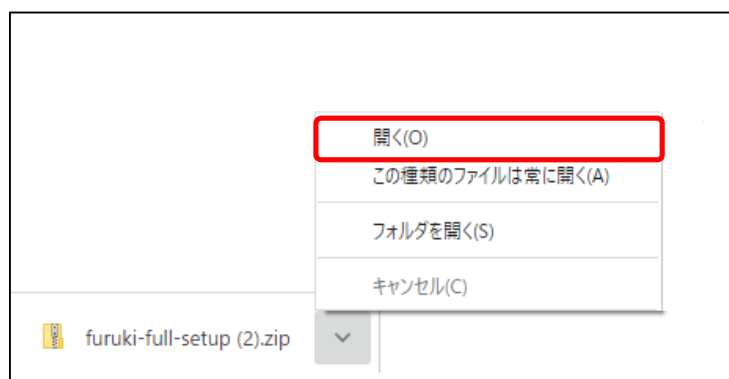 開く(O)
この種類のファイルは常に開く(A)
フォルダを開く(S)
キャンセル(C)
furuki-full-setup (2).zip